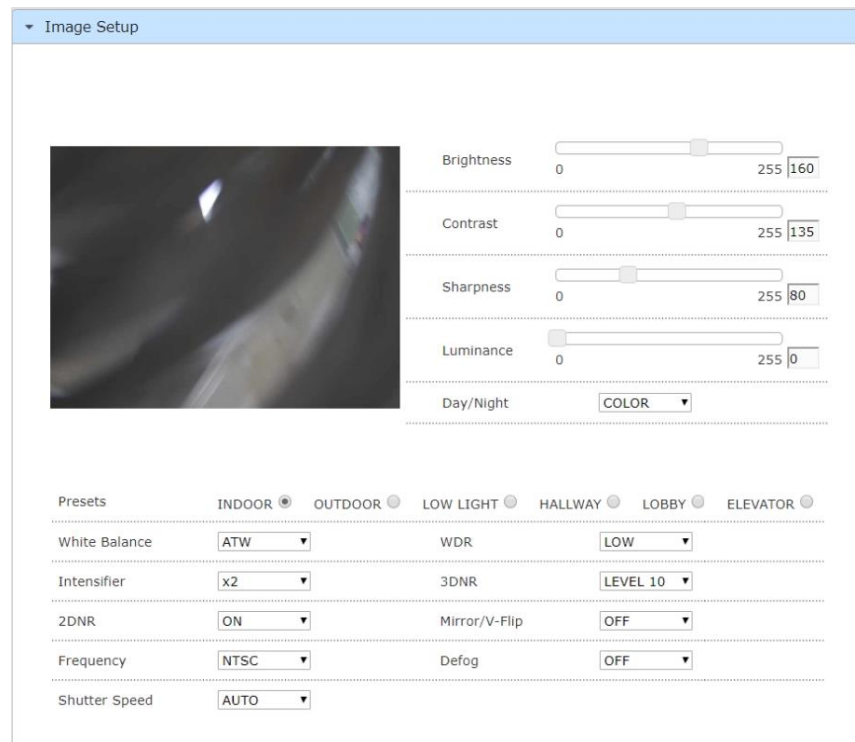 Image Setup
Brightness
0 255 160
Contrast
0 255 135
Sharpness
0 255 80
Luminance
0 255 0
Day/Night COLOR
Presets INDOOR OUTDOOR LOW LIGHT HALLWAY LOBBY ELEVATOR
White Balance ATW WDR LOW
Intensifier x2 3DNR LEVEL 10
2DNR ON Mirror/V-Flip OFF
Frequency NTSC Defog OFF
Shutter Speed AUTO